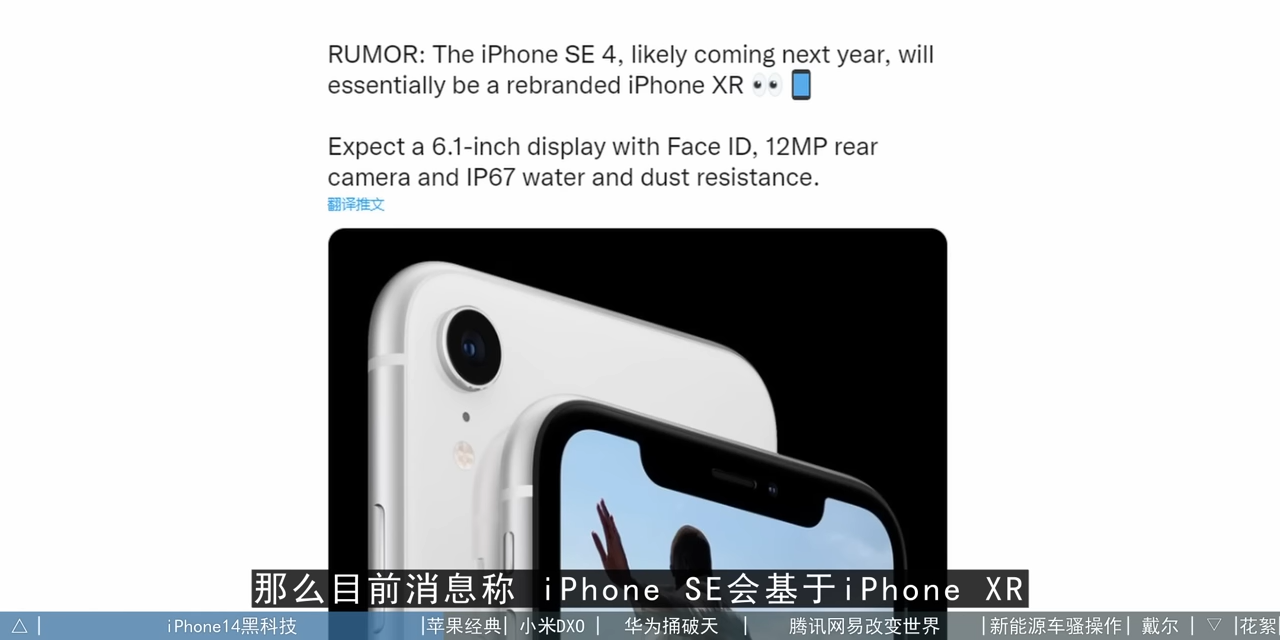 RUMOR: The iPhone SE 4, likely coming next year, will
essentially be a rebranded iPhone XR 👀 📱
Expect a 6.1-inch display with Face ID, 12MP rear
camera and IP67 water and dust resistance.
翻译推文
那么目前消息称 iPhone SE会基于iPhone XR
△ | iPhone14黑科技 |苹果经典| 小米DXO | 华为捅破天 | 腾讯网易改变世界 |新能源车骚操作| 戴尔 | ▽ |花絮